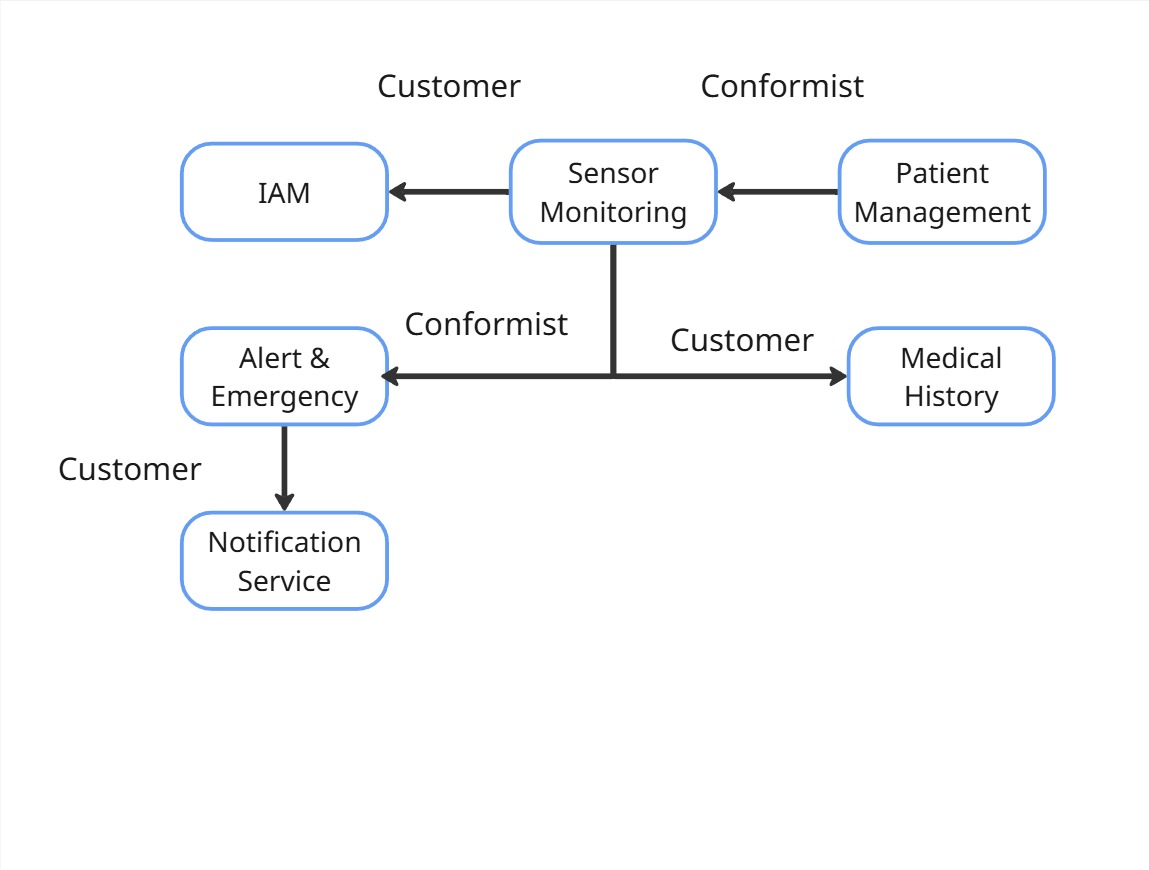 Customer
Conformist
IAM
Sensor
Monitoring
Patient
Management
Conformist
Customer
Alert &
Emergency
Medical
History
Customer
Notification
Service